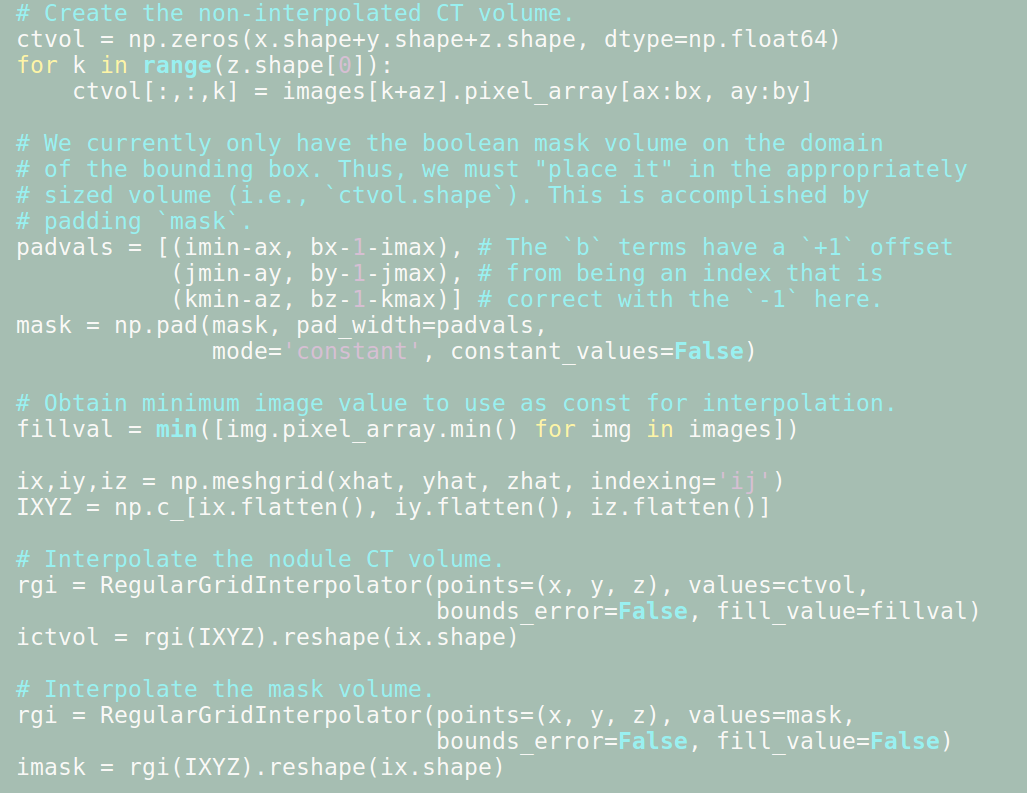 # Create the non-interpolated CT volume.
ctvol = np.zeros(x.shape+y.shape+z.shape, dtype=np.float64)
for k in range(z.shape[0]):
    ctvol[:,:,k] = images[k+az].pixel_array[ax:bx, ay:by]

# We currently only have the boolean mask volume on the domain
# of the bounding box. Thus, we must "place it" in the appropriately
# sized volume (i.e., `ctvol.shape`). This is accomplished by
# padding `mask`.
padvals = [(imin-ax, bx-1-imax), # The `b` terms have a `+1` offset
           (jmin-ay, by-1-jmax), # from being an index that is
           (kmin-az, bz-1-kmax)] # correct with the `-1` here.
mask = np.pad(mask, pad_width=padvals,
              mode='constant', constant_values=False)

# Obtain minimum image value to use as const for interpolation.
fillval = min([img.pixel_array.min() for img in images])

ix,iy,iz = np.meshgrid(xhat, yhat, zhat, indexing='ij')
IXYZ = np.c_[ix.flatten(), iy.flatten(), iz.flatten()]

# Interpolate the nodule CT volume.
rgi = RegularGridInterpolator(points=(x, y, z), values=ctvol,
                              bounds_error=False, fill_value=fillval)
ictvol = rgi(IXYZ).reshape(ix.shape)

# Interpolate the mask volume.
rgi = RegularGridInterpolator(points=(x, y, z), values=mask,
                              bounds_error=False, fill_value=False)
imask = rgi(IXYZ).reshape(ix.shape)